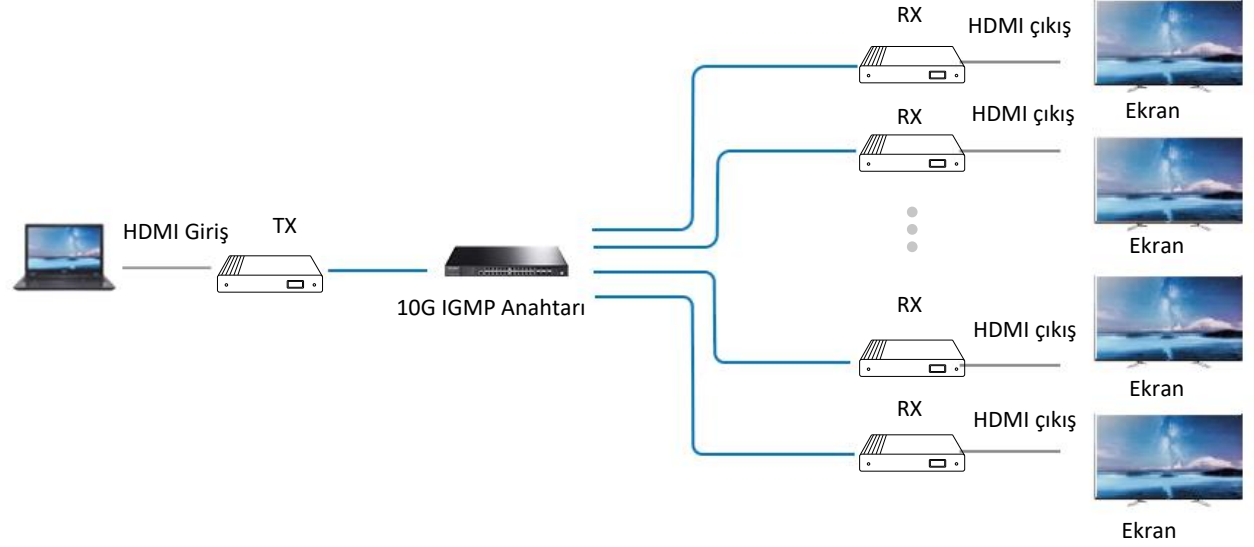 RX
HDMI çıkış
Ekran
RX
HDMI çıkış
Ekran
HDMI Giriş
TX
10G IGMP Anahtarı
RX
HDMI çıkış
Ekran
RX
HDMI çıkış
Ekran